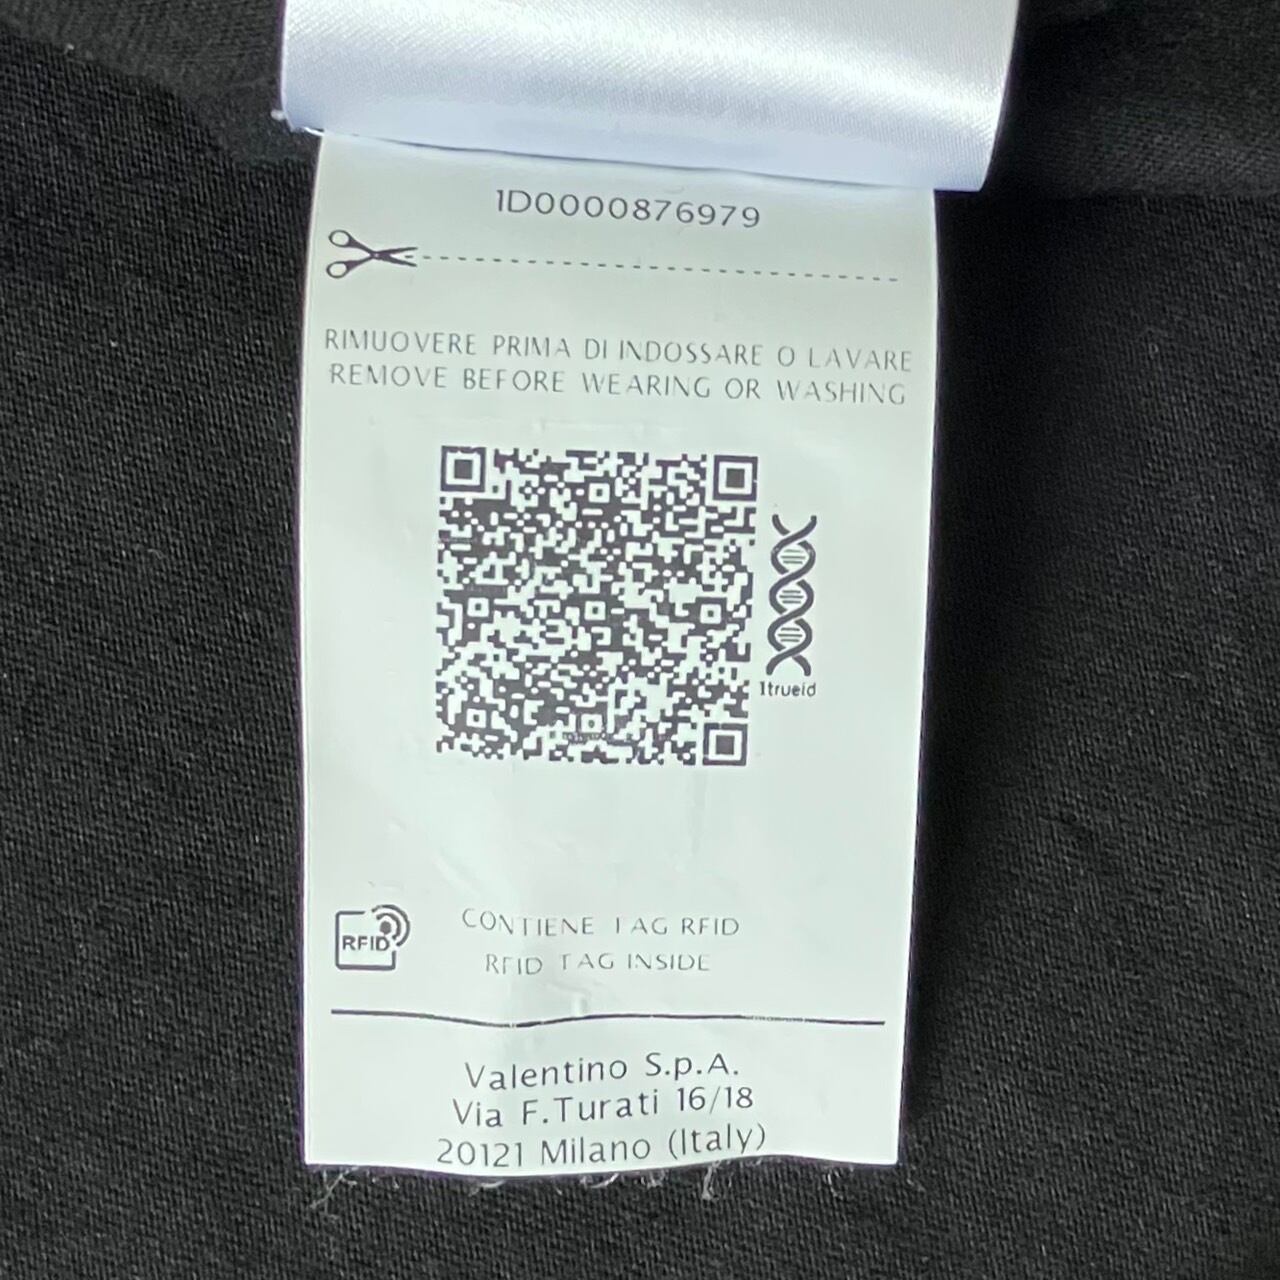 1D0000876979
RIMUOVERE PRIMA DI INDOSSARE O LAVARE
REMOVE BEFORE WEARING OR WASHING
1trueid
RFID
CONTIENE TAG RFID
RFID TAG INSIDE
Valentino S.p.A.
Via F.Turati 16/18
20121 Milano (Italy)